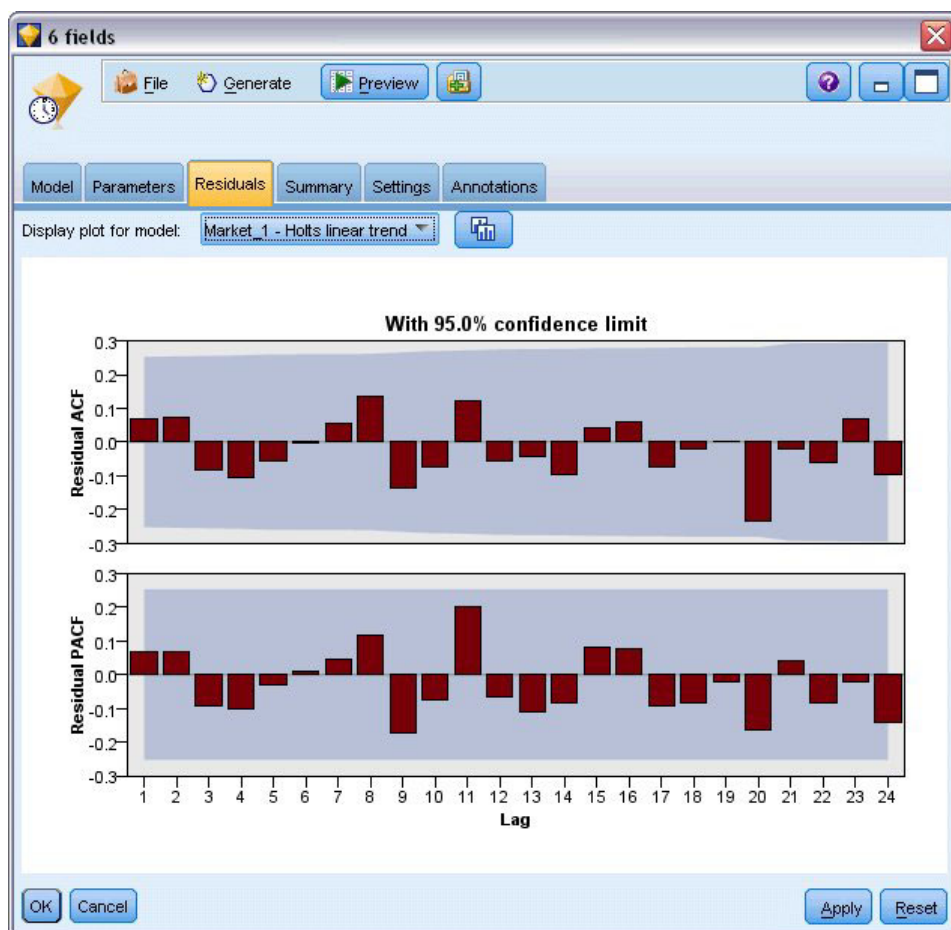 6 fields
File Generate Preview
Model Parameters Residuals Summary Settings Annotations
Display plot for model: Market_1 - Holts linear trend
With 95.0% confidence limit
0.3
0.2
0.1
0.0
-0.1
-0.2
-0.3
Residual ACF
0.3
0.2
0.1
0.0
-0.1
-0.2
-0.3
Residual PACF
1 2 3 4 5 6 7 8 9 10 11 12 13 14 15 16 17 18 19 20 21 22 23 24
Lag
OK Cancel Apply Reset